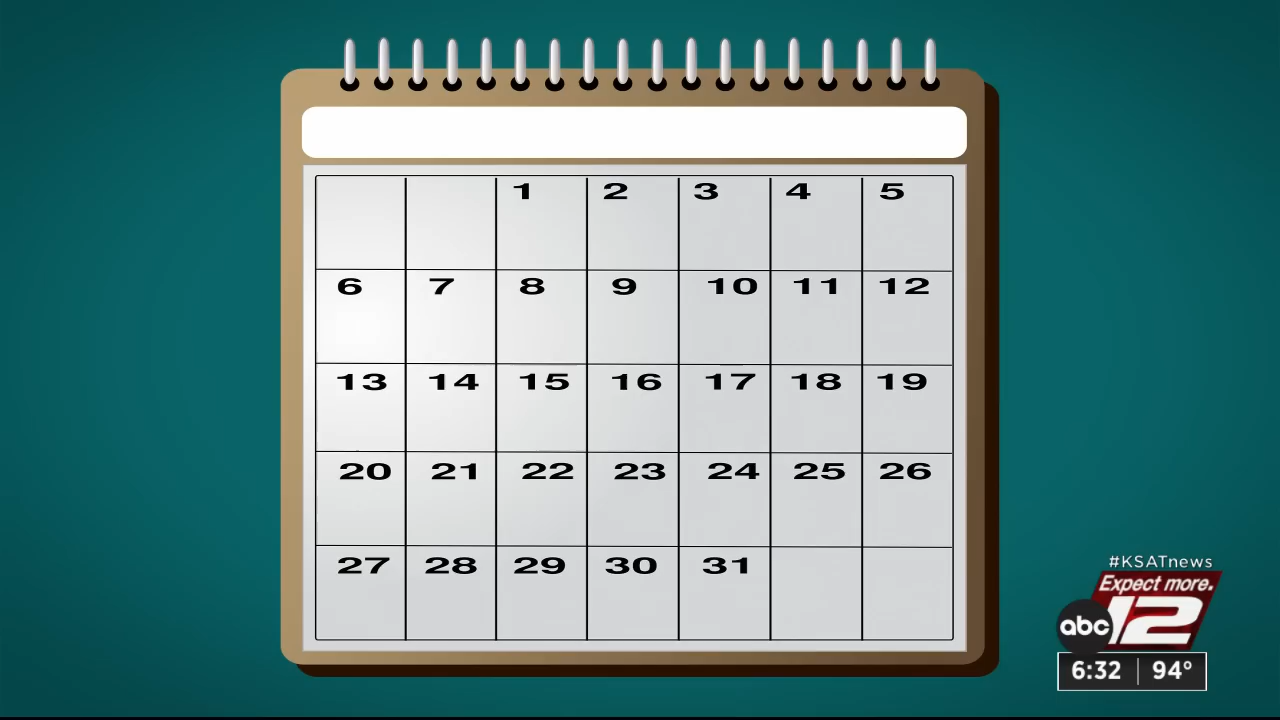 1 2 3 4 5
6 7 8 9 10 11 12
13 14 15 16 17 18 19
20 21 22 23 24 25 26
27 28 29 30 31
#KSATnews
Expect more.
abc 12
6:32 94°